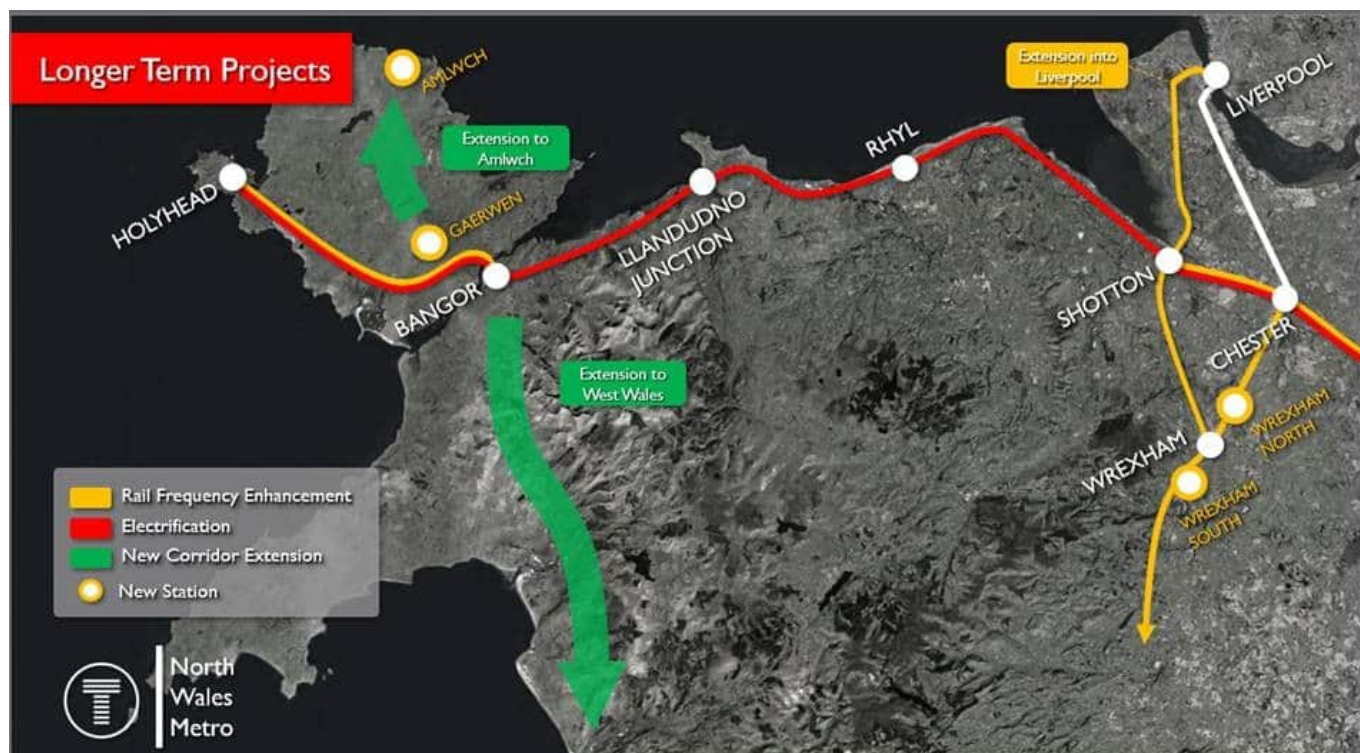 Longer Term Projects
AMLWCH
Extension to
Amlwch
HOLYHEAD
GAERWEN
BANGOR
LLANDUDNO
JUNCTION
RHYL
Extension into
Liverpool
LIVERPOOL
SHOTTON
CHESTER
WREXHAM
NORTH
WREXHAM
WREXHAM
SOUTH
Extension to
West Wales
Rail Frequency Enhancement
Electrification
New Corridor Extension
New Station
T
North
Wales
Metro